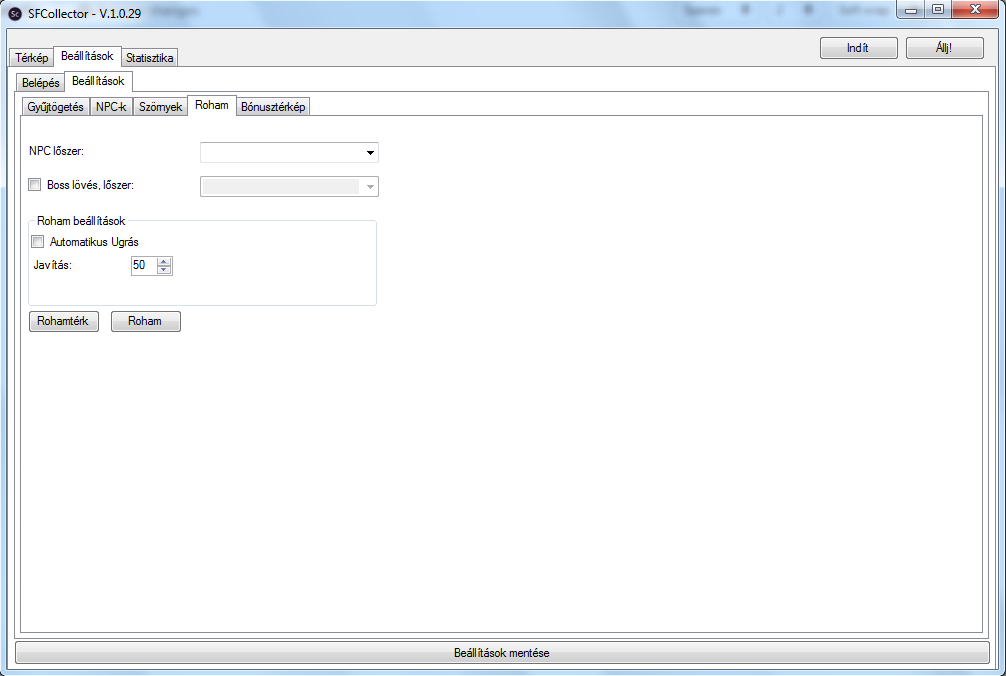 SFCollector - V.1.0.29
Indít Állj!
Térkép Beállítások Statisztika
Belépés Beállítások
Gyűjtögetés NPC-k Szörnyek Roham Bónusztérkép
NPC lőszer:
Boss lövés, lőszer:
Roham beállítások
Automatikus Ugrás
Javítás: 50
Rohamtérk Roham
Beállítások mentése